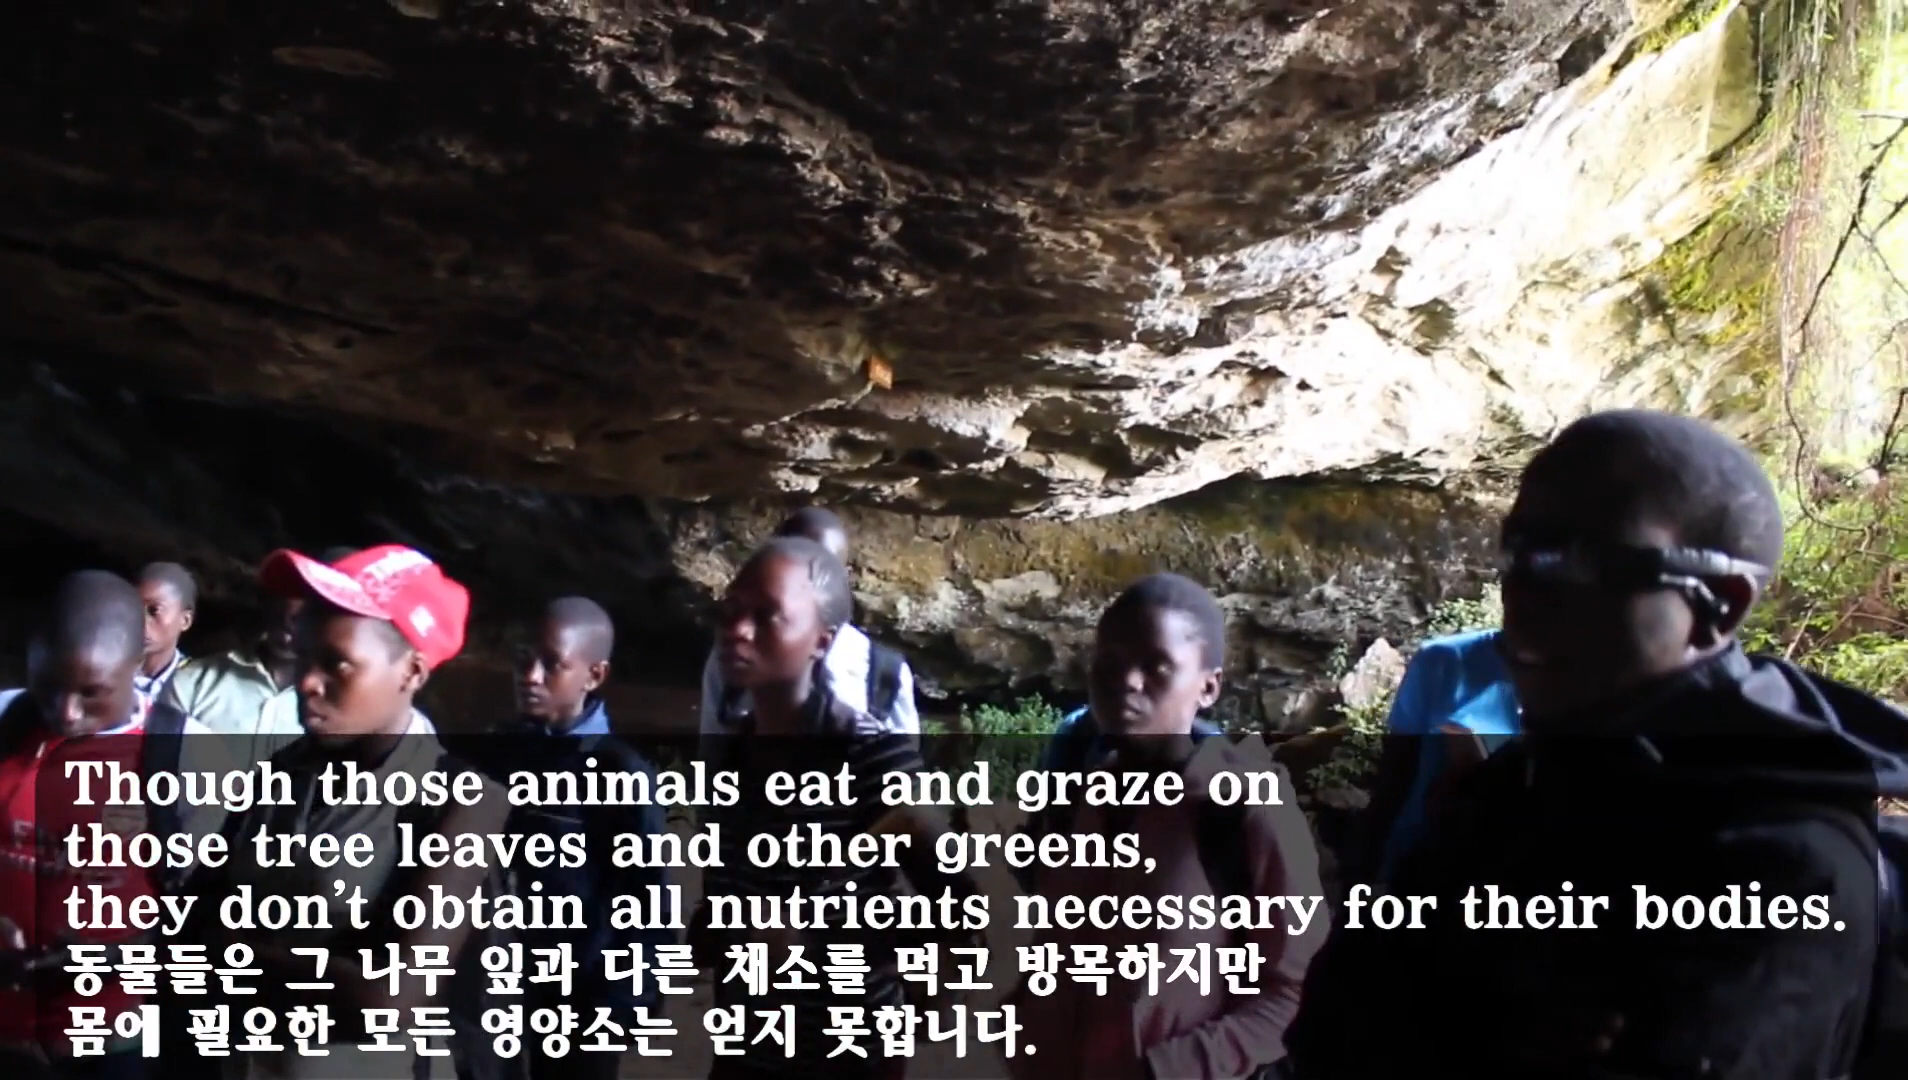 Though those animals eat and graze on
those tree leaves and other greens,
they don't obtain all nutrients necessary for their bodies.
동물들은 그 나무 잎과 다른 채소를 먹고 방목하지만
몸에 필요한 모든 영양소는 얻지 못합니다.